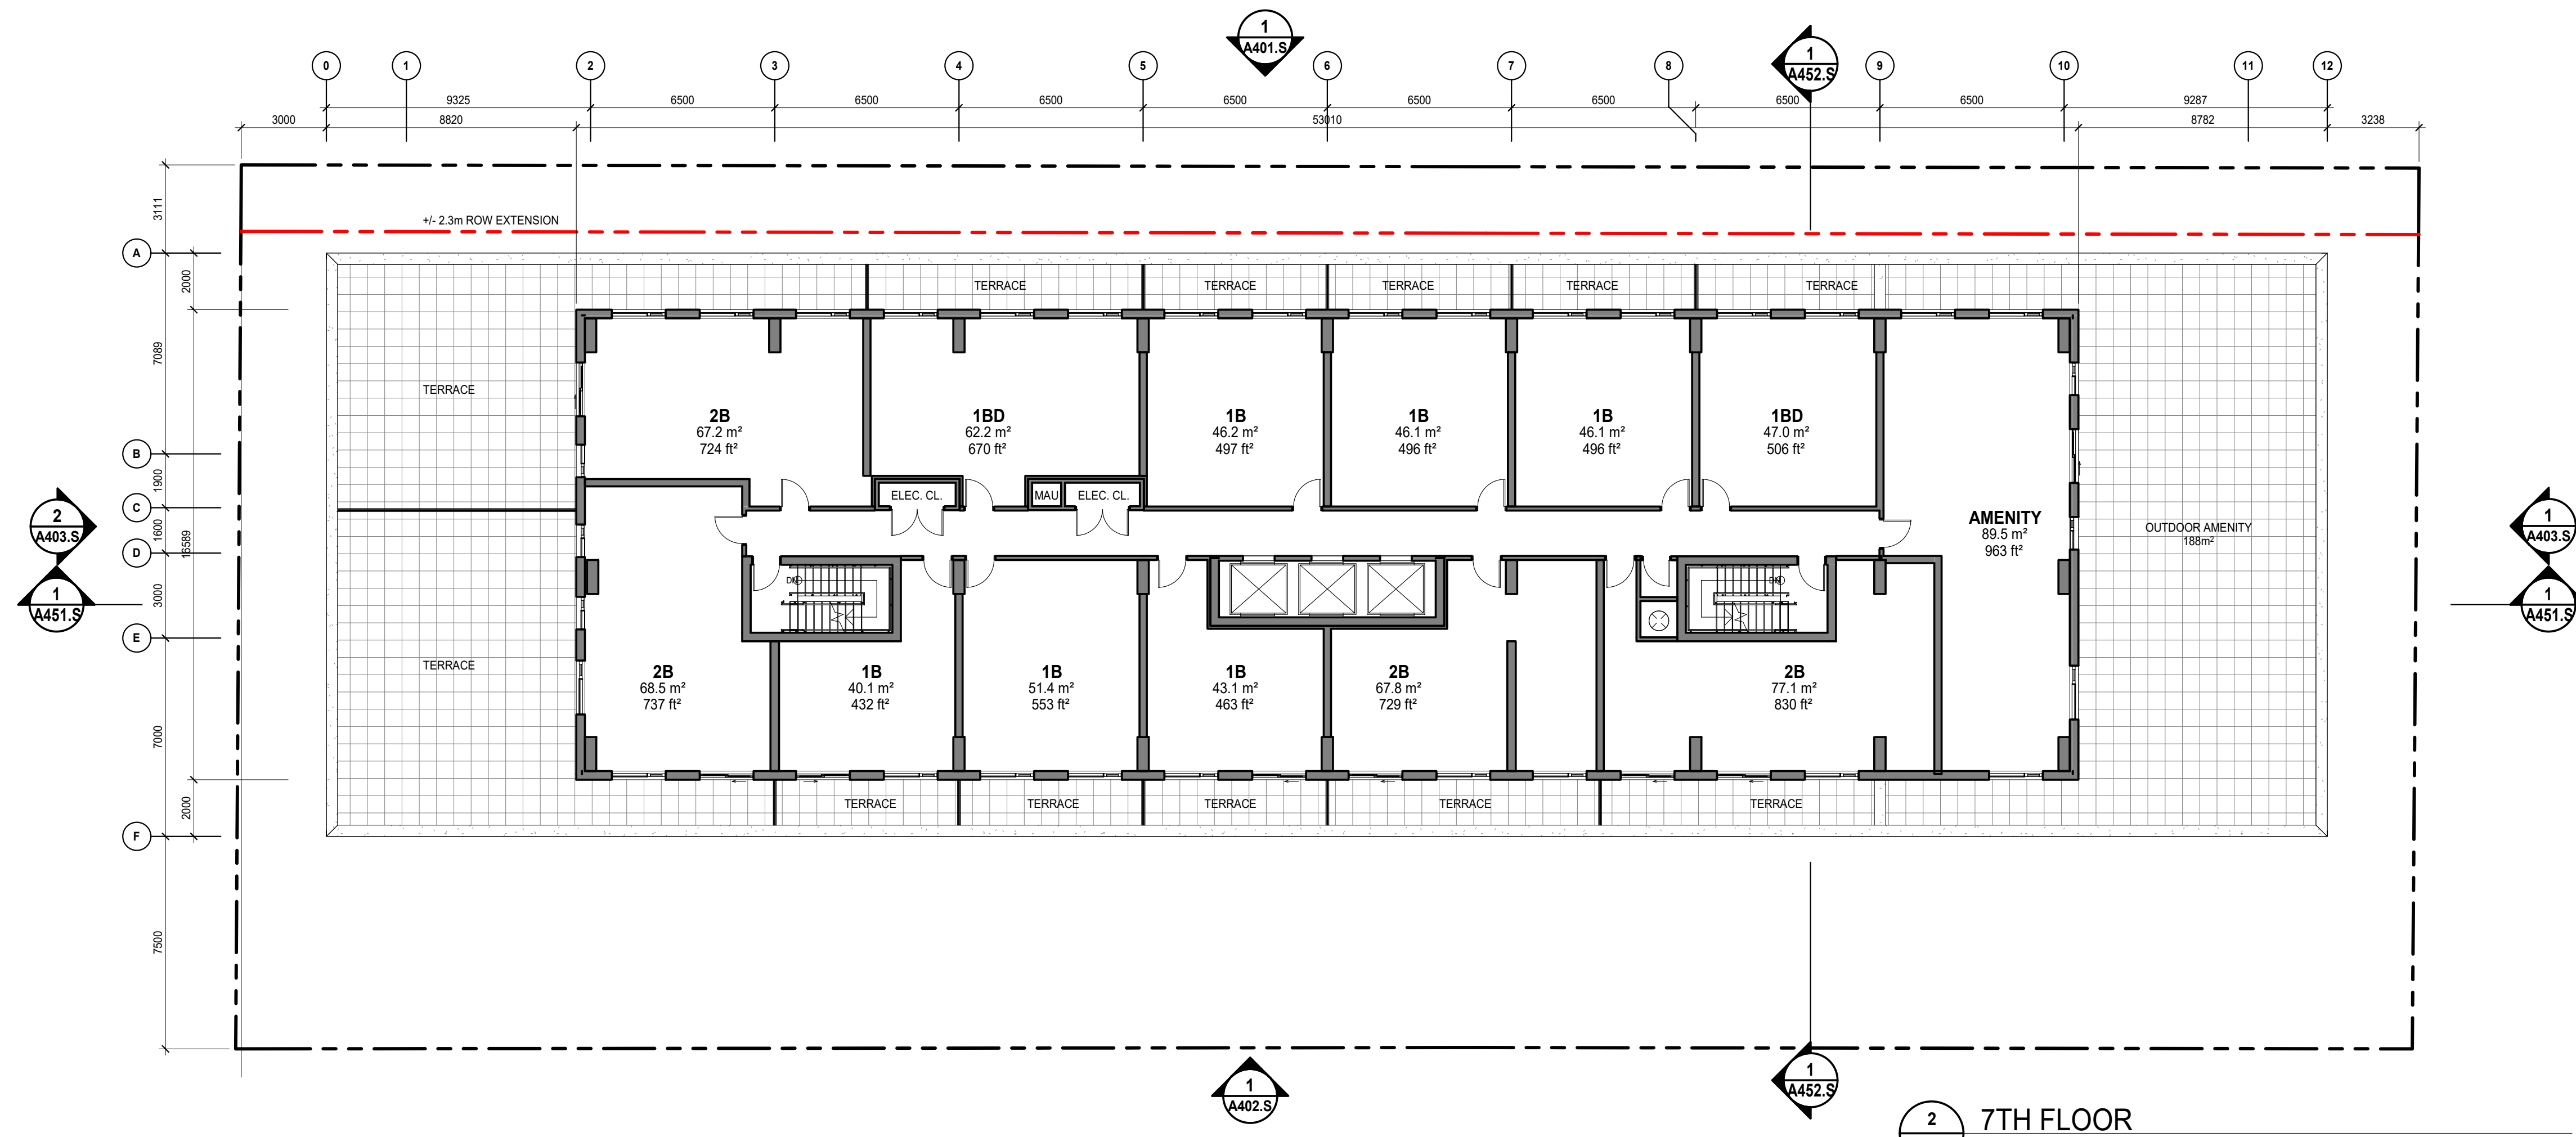 1
A401.S
1
A452.S
0 1 2 3 4 5 6 7 8 9 10 11 12
9325 6500 6500 6500 6500 6500 6500 6500 6500 9287
3000 8820 53010 8782 3238
3111
+/- 2.3m ROW EXTENSION
A
2000
TERRACE TERRACE TERRACE TERRACE TERRACE
7089
TERRACE
2B
67.2 m²
724 ft²
1BD
62.2 m²
670 ft²
1B
46.2 m²
497 ft²
1B
46.1 m²
496 ft²
1B
46.1 m²
496 ft²
1BD
47.0 m²
506 ft²
B
1900
ELEC. CL.
MAU
ELEC. CL.
C
2
A403.S
1600
16589
AMENITY
89.5 m²
963 ft²
OUTDOOR AMENITY
188m²
1
A403.S
D
DN
DN
3000
1
A451.S
1
A451.S
E
TERRACE
2B
68.5 m²
737 ft²
1B
40.1 m²
432 ft²
1B
51.4 m²
553 ft²
1B
43.1 m²
463 ft²
2B
67.8 m²
729 ft²
2B
77.1 m²
830 ft²
7000
TERRACE TERRACE TERRACE TERRACE TERRACE
2000
F
7500
1
A402.S
1
A452.S
2
7TH FLOOR